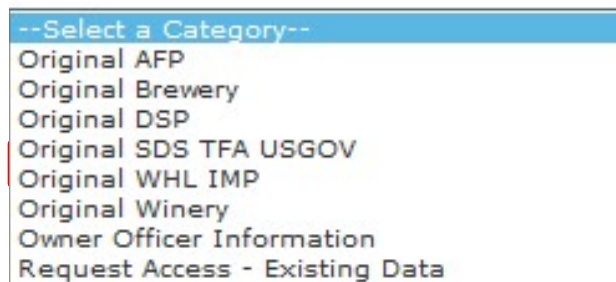 --Select a Category--
Original AFP
Original Brewery
Original DSP
Original SDS TFA USGOV
Original WHL IMP
Original Winery
Owner Officer Information
Request Access - Existing Data